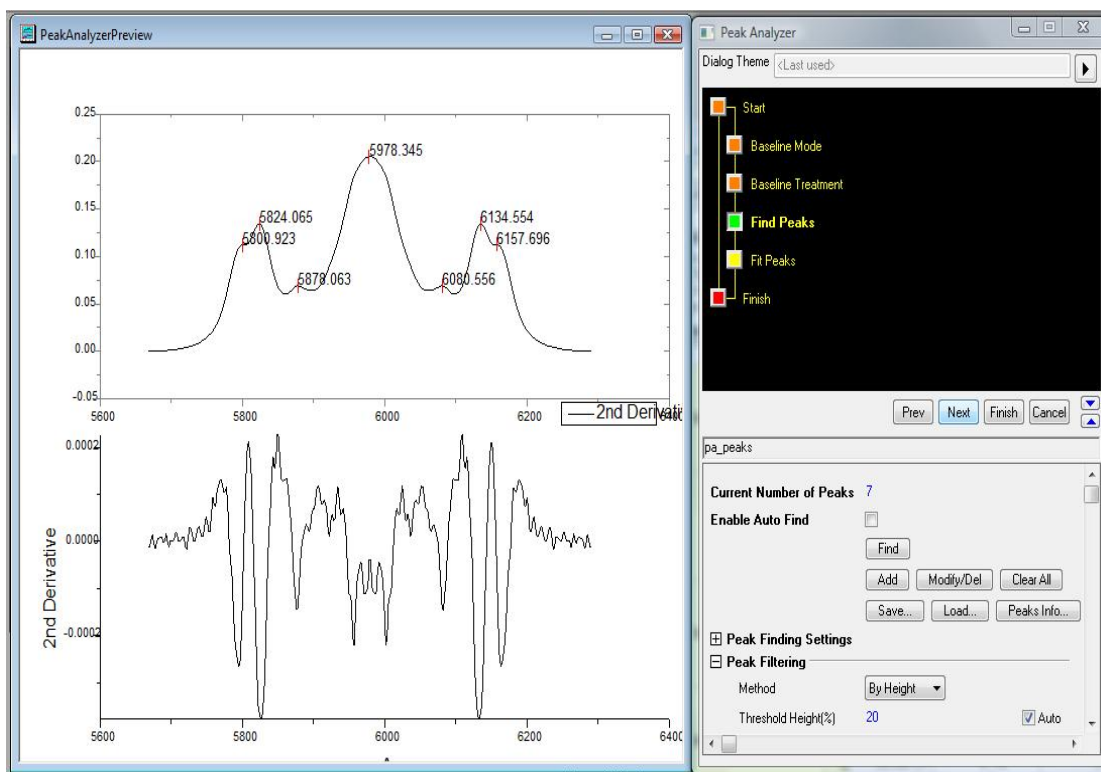 PeakAnalyzerPreview
0.25
0.20
0.15
0.10
0.05
0.00
-0.05
5978.345
5824.065
5800.923
5878.063
6134.554
6157.696
6080.556
5600 5800 6000 6200 6400
2nd Derivati
0.0002
0.0000
-0.0002
2nd Derivative
5600 5800 6000 6200 6400
Peak Analyzer
Dialog Theme <Last used>
Start
Baseline Mode
Baseline Treatment
Find Peaks
Fit Peaks
Finish
Prev Next Finish Cancel
pa_peaks
Current Number of Peaks 7
Enable Auto Find
Find
Add Modify/Del Clear All
Save... Load... Peaks Info...
Peak Finding Settings
Peak Filtering
Method By Height
Threshold Height(%) 20 Auto